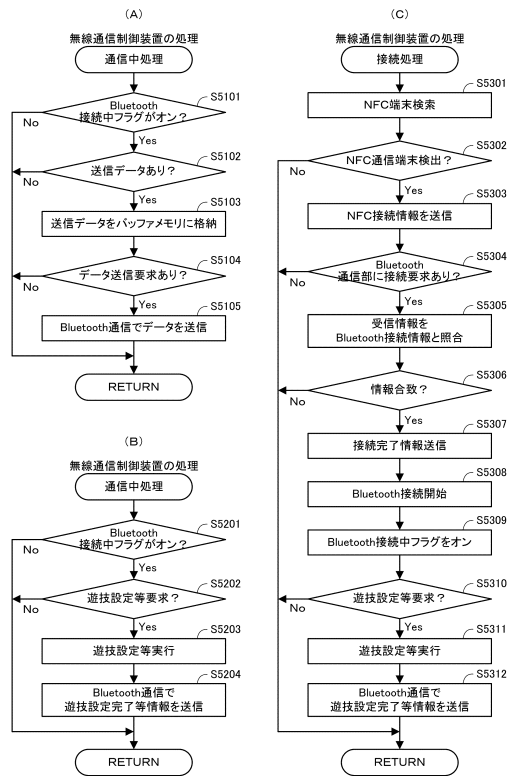 (A)
無線通信制御装置の処理
通信中処理
S5101
Bluetooth
接続中フラグがオン？
No
Yes
S5102
送信データあり？
No
Yes
S5103
送信データをバッファメモリに格納
S5104
データ送信要求あり？
No
Yes
S5105
Bluetooth通信でデータを送信
RETURN
(B)
無線通信制御装置の処理
通信中処理
S5201
Bluetooth
接続中フラグがオン？
No
Yes
S5202
遊技設定等要求？
No
Yes
S5203
遊技設定等実行
S5204
Bluetooth通信で
遊技設定完了等情報を送信
RETURN
(C)
無線通信制御装置の処理
接続処理
S5301
NFC端末検索
S5302
NFC通信端末検出？
No
Yes
S5303
NFC接続情報を送信
S5304
Bluetooth
通信部に接続要求あり？
No
Yes
S5305
受信情報を
Bluetooth接続情報と照合
S5306
情報合致？
No
Yes
S5307
接続完了情報送信
S5308
Bluetooth接続開始
S5309
Bluetooth接続中フラグをオン
S5310
遊技設定等要求？
No
Yes
S5311
遊技設定等実行
S5312
Bluetooth通信で
遊技設定完了等情報を送信
RETURN